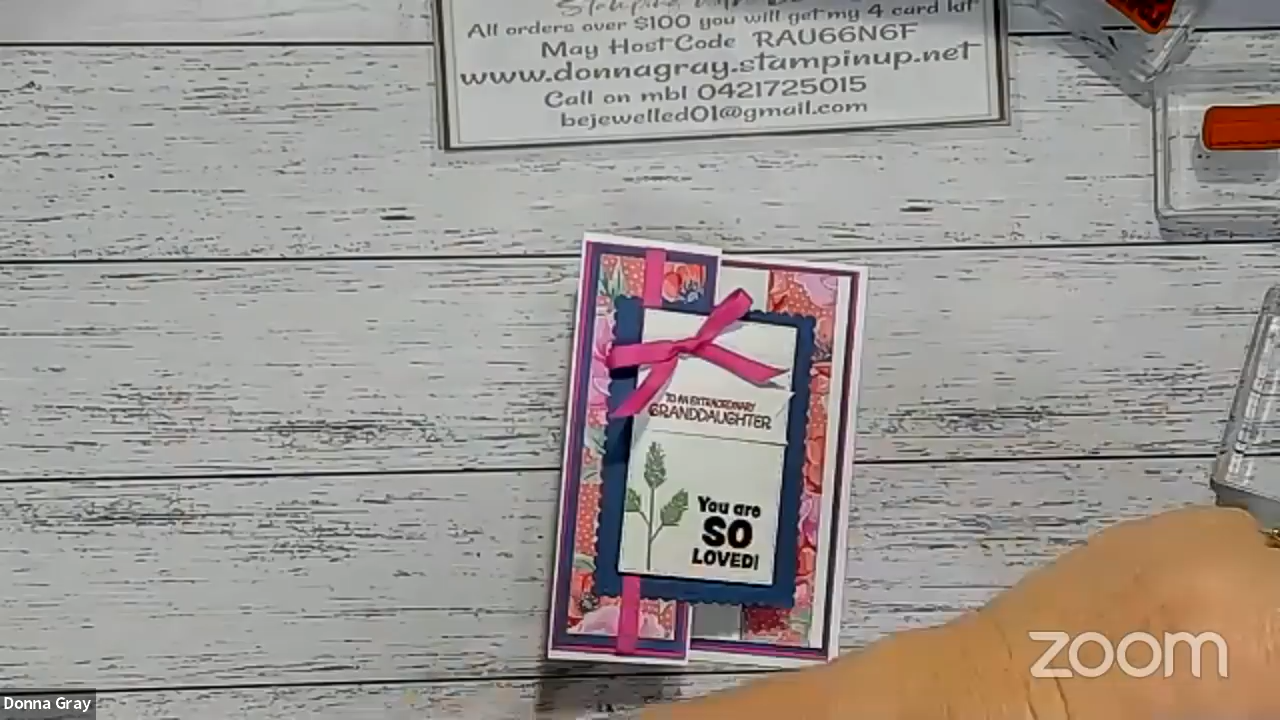 All orders over $100 you will get my 4 card kit
May Host Code RAU66N6F
www.donnagray.stampinup.net
Call on mbl 0421725015
bejewelled01@gmail.com
TO AN EXTRAORDINARY
GRANDDAUGHTER
You are
SO
LOVED!
zoom
Donna Gray